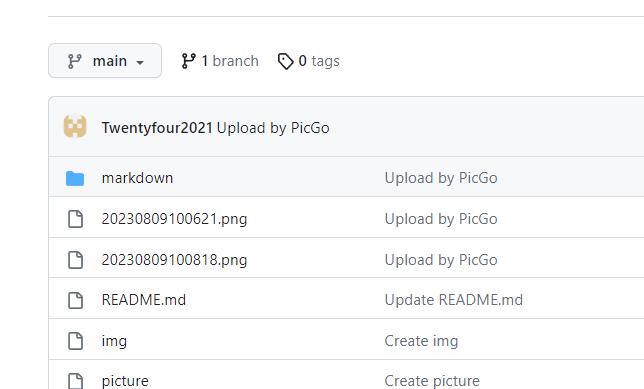 main 1 branch 0 tags
Twentyfour2021 Upload by PicGo
markdown Upload by PicGo
20230809100621.png Upload by PicGo
20230809100818.png Upload by PicGo
README.md Update README.md
img Create img
picture Create picture